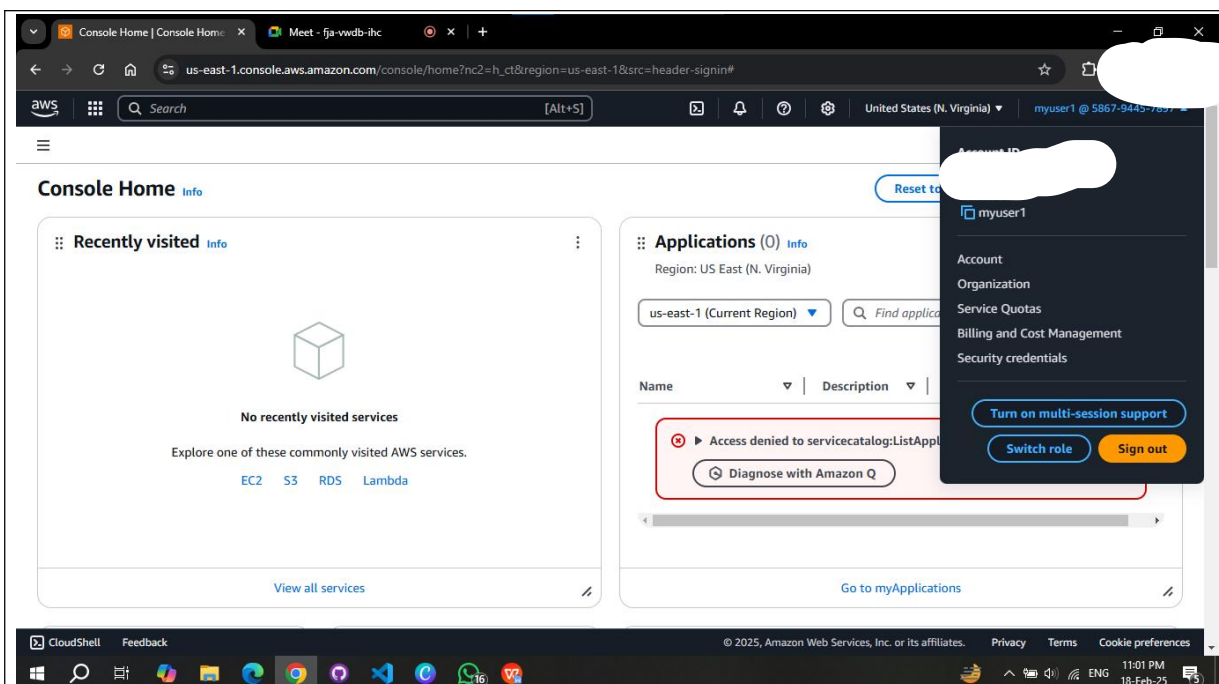 Console Home | Console Home
Meet - fja-vwdb-ihc
us-east-1.console.aws.amazon.com/console/home?nc2=h_ct&region=us-east-1&src=header-signin#
aws
Search [Alt+S]
United States (N. Virginia)
myuser1 @ 5867-9445-
Console Home Info
Reset to
Account ID
myuser1
Account
Organization
Service Quotas
Billing and Cost Management
Security credentials
Turn on multi-session support
Switch role
Sign out
Recently visited Info
No recently visited services
Explore one of these commonly visited AWS services.
EC2 S3 RDS Lambda
View all services
Applications (0) Info
Region: US East (N. Virginia)
us-east-1 (Current Region)
Find applica
Name Description
Access denied to servicecatalog:ListAppl
Diagnose with Amazon Q
Go to myApplications
CloudShell Feedback
© 2025, Amazon Web Services, Inc. or its affiliates. Privacy Terms Cookie preferences
16
ENG
11:01 PM
18-Feb-25
5